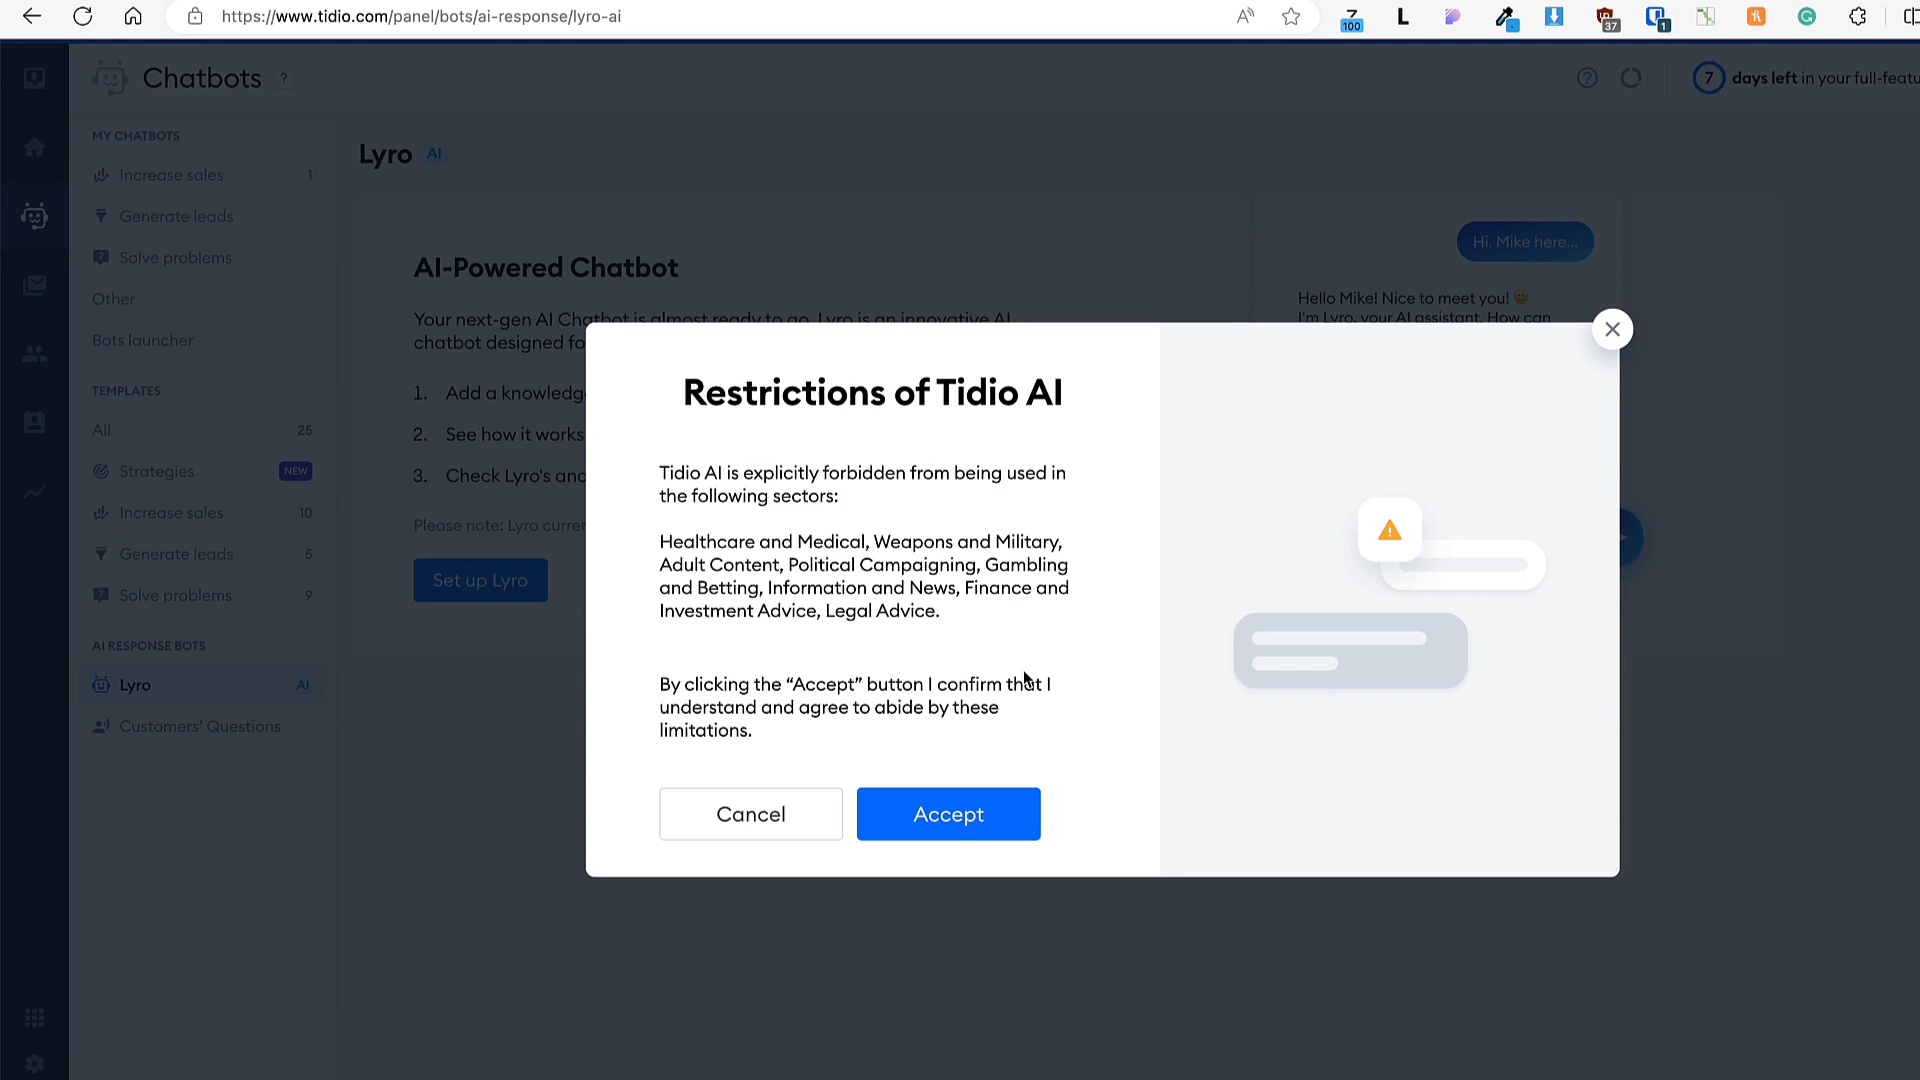 https://www.tidio.com/panel/bots/ai-response/lyro-ai
100
L
37
1
Chatbots ?
7 days left in your full-featu
MY CHATBOTS
Increase sales 1
Generate leads
Solve problems
Other
Bots launcher
TEMPLATES
All 25
Strategies NEW
Increase sales 10
Generate leads 5
Solve problems 9
AI RESPONSE BOTS
Lyro AI
Customers' Questions
Lyro AI
AI-Powered Chatbot
Your next-gen AI Chatbot is almost ready to go. Lyro is an innovative AI
chatbot designed fo
1. Add a knowledg
2. See how it works
3. Check Lyro's and
Please note: Lyro curre
Set up Lyro
Hi. Mike here...
Hello Mike! Nice to meet you! 😊
I'm Lyro, your AI assistant. How can
Restrictions of Tidio AI
Tidio AI is explicitly forbidden from being used in
the following sectors:
Healthcare and Medical, Weapons and Military,
Adult Content, Political Campaigning, Gambling
and Betting, Information and News, Finance and
Investment Advice, Legal Advice.
By clicking the “Accept” button I confirm that I
understand and agree to abide by these
limitations.
Cancel
Accept